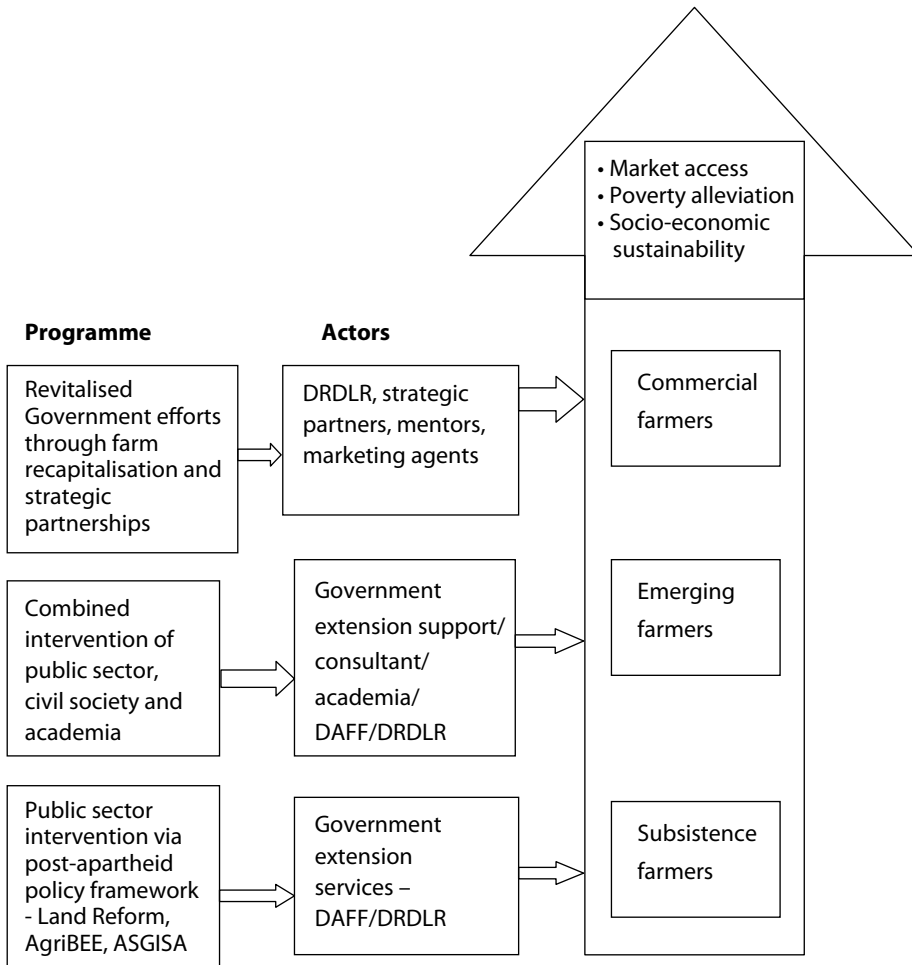 • Market access
• Poverty alleviation
• Socio-economic
sustainability
Programme
Actors
Revitalised
Government efforts
through farm
recapitalisation and
strategic
partnerships
DRDLR, strategic
partners, mentors,
marketing agents
Commercial
farmers
Combined
intervention of
public sector,
civil society and
academia
Government
extension support/
consultant/
academia/
DAFF/DRDLR
Emerging
farmers
Public sector
intervention via
post-apartheid
policy framework
- Land Reform,
AgriBEE, ASGISA
Government
extension
services –
DAFF/DRDLR
Subsistence
farmers